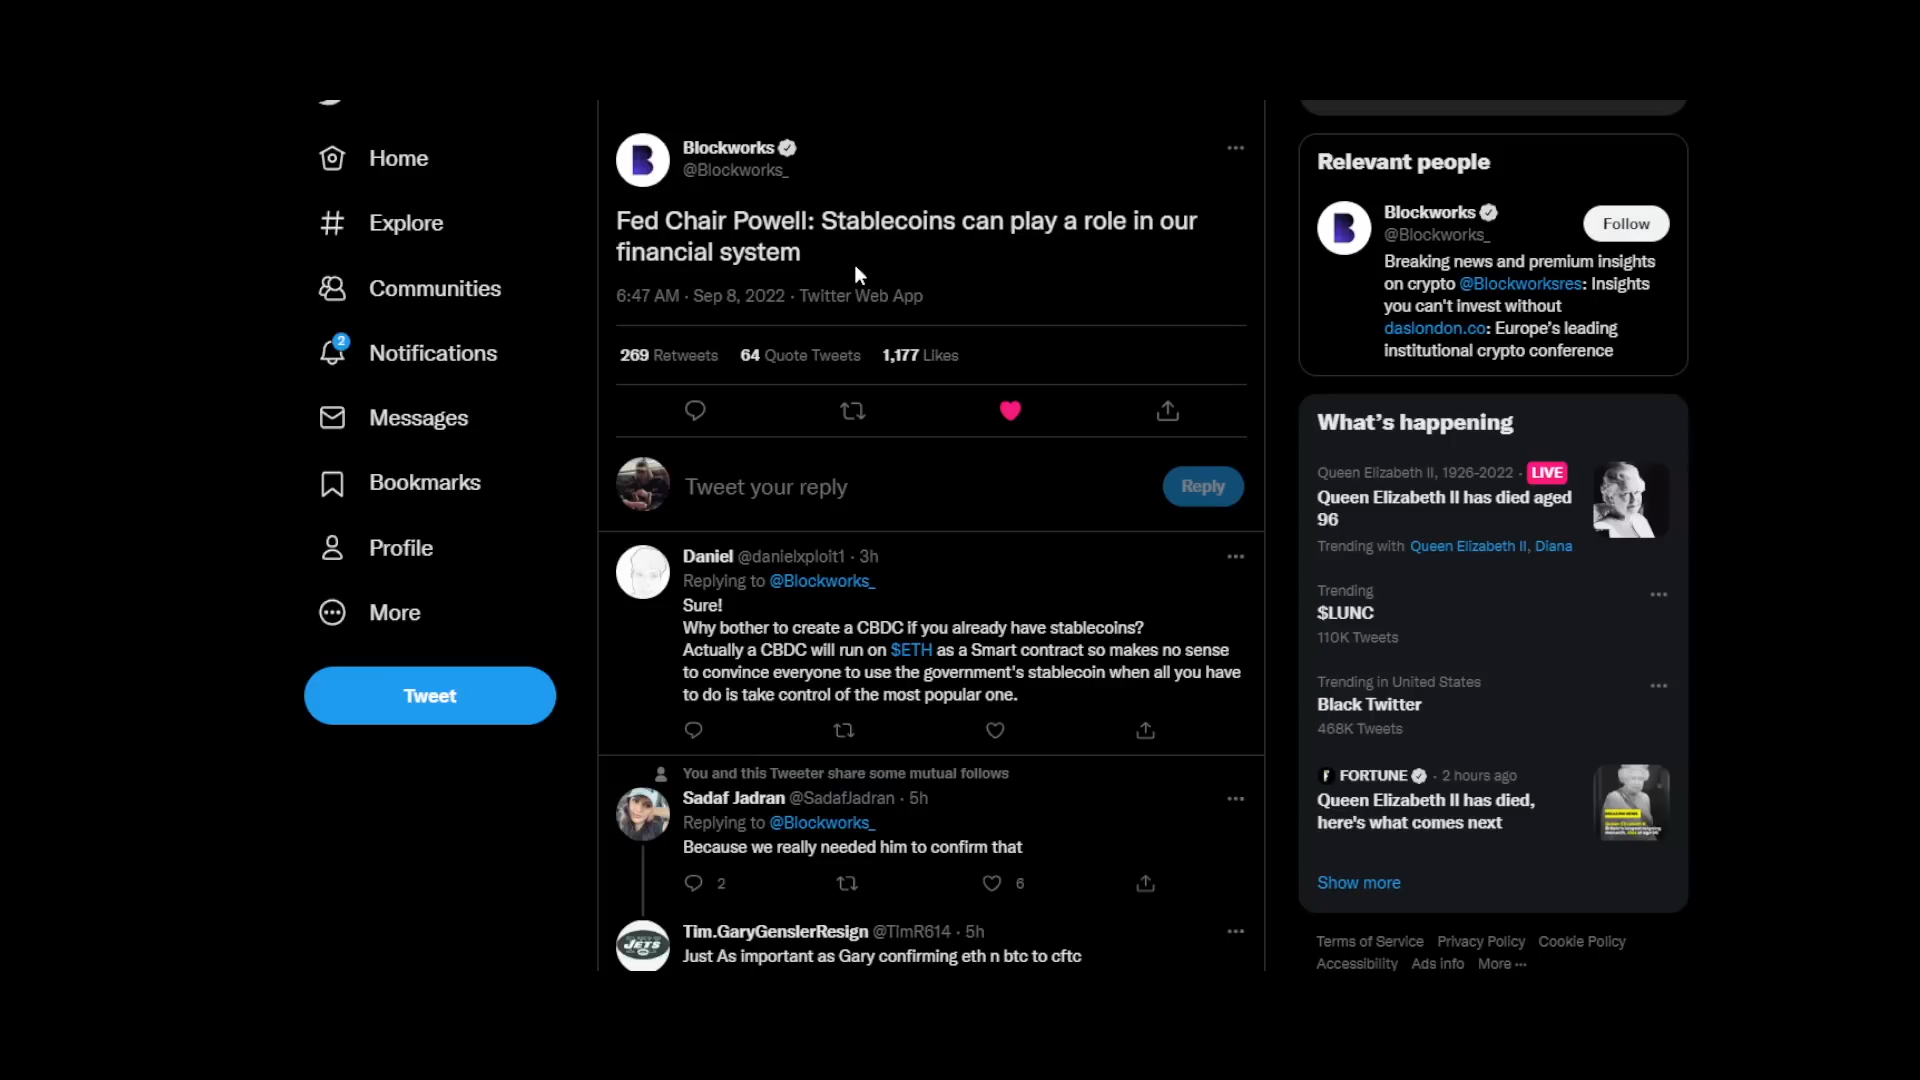 Home
Explore
Communities
2
Notifications
Messages
Bookmarks
Profile
More
Tweet
Blockworks
@Blockworks_
Fed Chair Powell: Stablecoins can play a role in our
financial system
6:47 AM · Sep 8, 2022 · Twitter Web App
269 Retweets 64 Quote Tweets 1,177 Likes
Tweet your reply
Reply
Daniel @danielxploit1 · 3h
Replying to @Blockworks_
Sure!
Why bother to create a CBDC if you already have stablecoins?
Actually a CBDC will run on $ETH as a Smart contract so makes no sense
to convince everyone to use the government's stablecoin when all you have
to do is take control of the most popular one.
You and this Tweeter share some mutual follows
Sadaf Jadran @SadafJadran · 5h
Replying to @Blockworks_
Because we really needed him to confirm that
2 6
JETS
Tim.GaryGenslerResign @TImR614 · 5h
Just As important as Gary confirming eth n btc to cftc
Relevant people
Blockworks
@Blockworks_
Follow
Breaking news and premium insights
on crypto @Blockworksres: Insights
you can't invest without
daslondon.co: Europe's leading
institutional crypto conference
What's happening
Queen Elizabeth II, 1926-2022 · LIVE
Queen Elizabeth II has died aged
96
Trending with Queen Elizabeth II, Diana
Trending
$LUNC
110K Tweets
Trending in United States
Black Twitter
468K Tweets
FORTUNE · 2 hours ago
Queen Elizabeth II has died,
here's what comes next
Show more
Terms of Service Privacy Policy Cookie Policy
Accessibility Ads info More ···